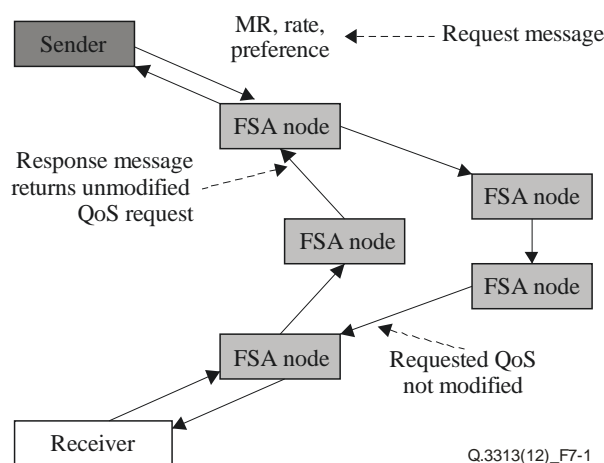 Sender
MR, rate,
preference
Request message
FSA node
Response message
returns unmodified
QoS request
FSA node
FSA node
FSA node
FSA node
Requested QoS
not modified
Receiver
Q.3313(12)_F7-1